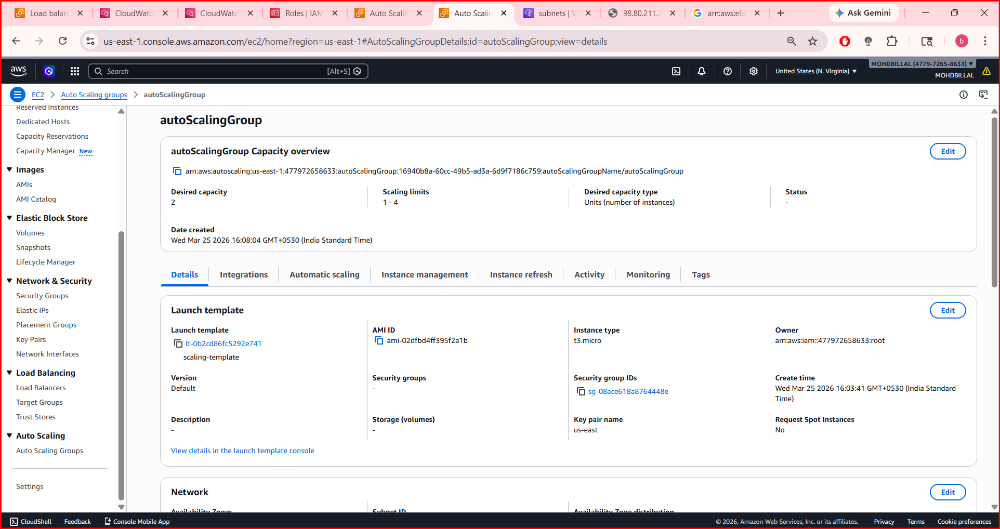 Load balan
CloudWatc
CloudWatc
Roles | IAM
Auto Scalin
Auto Scalin
subnets | V
98.80.211.2
arn:aws:ela
Ask Gemini
us-east-1.console.aws.amazon.com/ec2/home?region=us-east-1#AutoScalingGroupDetails:id=autoScalingGroup;view=details
b
aws
Search
[Alt+S]
United States (N. Virginia)
MOHDBILLAL (4779-7265-8633)
MOHDBILLAL
EC2
Auto Scaling groups
autoScalingGroup
Reserved Instances
Dedicated Hosts
Capacity Reservations
Capacity Manager New
Images
AMIs
AMI Catalog
Elastic Block Store
Volumes
Snapshots
Lifecycle Manager
Network & Security
Security Groups
Elastic IPs
Placement Groups
Key Pairs
Network Interfaces
Load Balancing
Load Balancers
Target Groups
Trust Stores
Auto Scaling
Auto Scaling Groups
Settings
autoScalingGroup
autoScalingGroup Capacity overview
Edit
arn:aws:autoscaling:us-east-1:477972658633:autoScalingGroup:16940b8a-60cc-49b5-ad3a-6d9f7186c759:autoScalingGroupName/autoScalingGroup
Desired capacity
2
Scaling limits
1 - 4
Desired capacity type
Units (number of instances)
Status
-
Date created
Wed Mar 25 2026 16:08:04 GMT+0530 (India Standard Time)
Details
Integrations
Automatic scaling
Instance management
Instance refresh
Activity
Monitoring
Tags
Launch template
Edit
Launch template
lt-0b2cd86fc5292e741
scaling-template
AMI ID
ami-02dfbd4ff395f2a1b
Instance type
t3.micro
Owner
arn:aws:iam::477972658633:root
Version
Default
Security groups
-
Security group IDs
sg-08ace618a8764448e
Create time
Wed Mar 25 2026 16:03:41 GMT+0530 (India Standard
Time)
Description
-
Storage (volumes)
-
Key pair name
us-east
Request Spot Instances
No
View details in the launch template console
Network
Edit
Availability Zones
Subnet ID
Availability Zone distribution
CloudShell
Feedback
Console Mobile App
© 2026, Amazon Web Services, Inc. or its affiliates.
Privacy
Terms
Cookie preferences